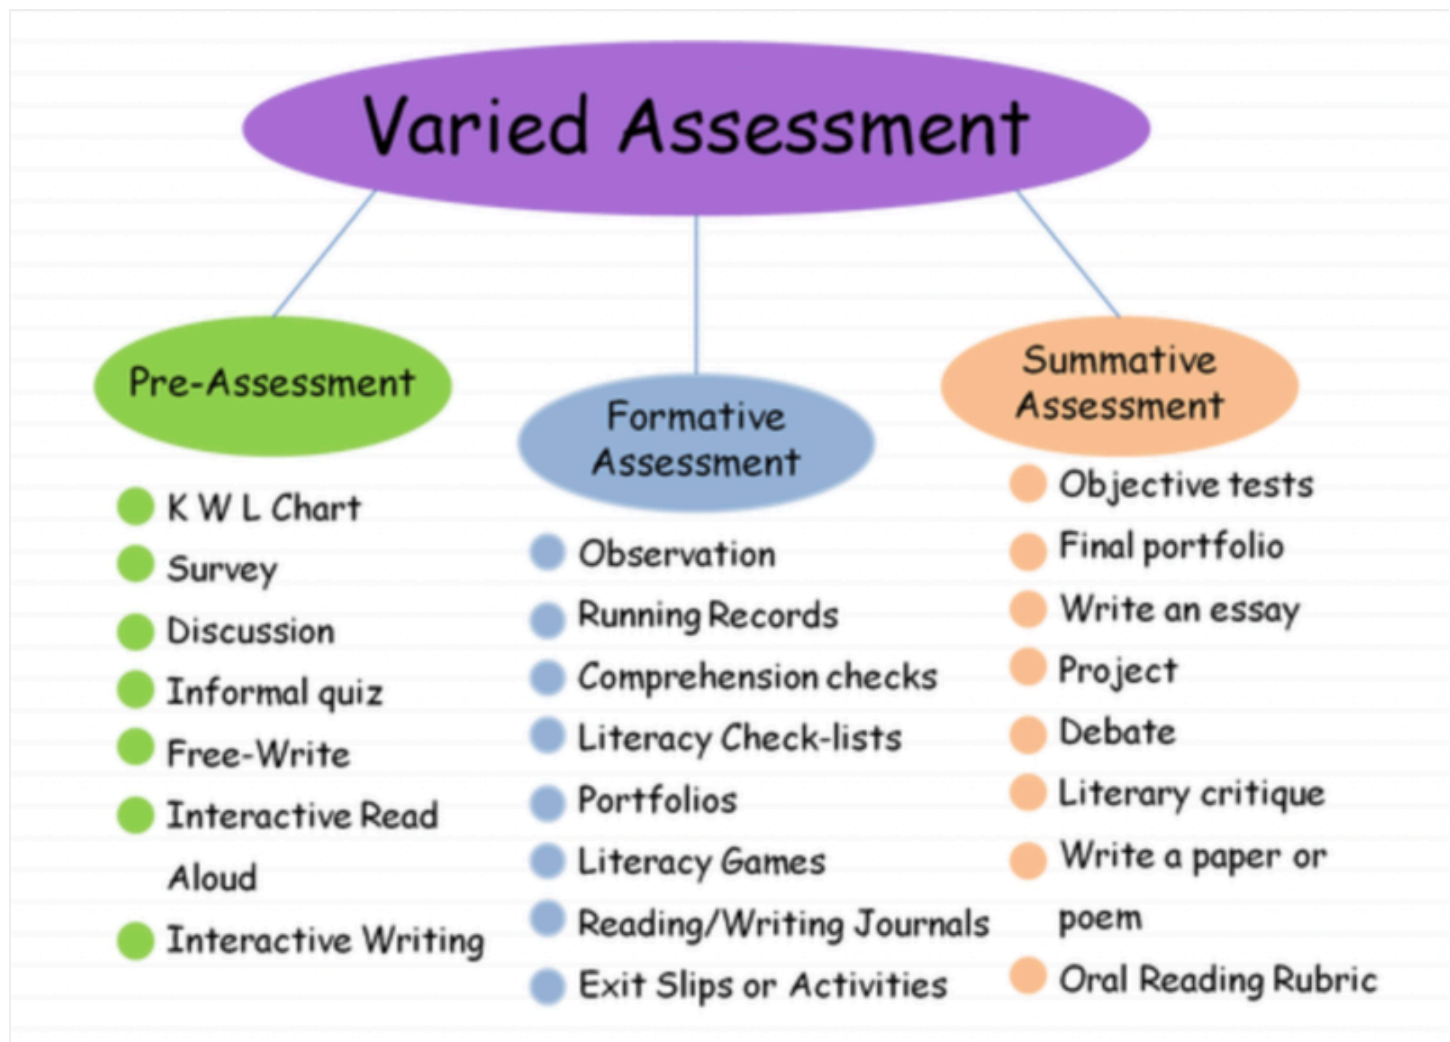 Varied Assessment
Pre-Assessment
K W L Chart
Survey
Discussion
Informal quiz
Free-Write
Interactive Read
Aloud
Interactive Writing
Formative
Assessment
Observation
Running Records
Comprehension checks
Literacy Check-lists
Portfolios
Literacy Games
Reading/Writing Journals
Exit Slips or Activities
Summative
Assessment
Objective tests
Final portfolio
Write an essay
Project
Debate
Literary critique
Write a paper or
poem
Oral Reading Rubric